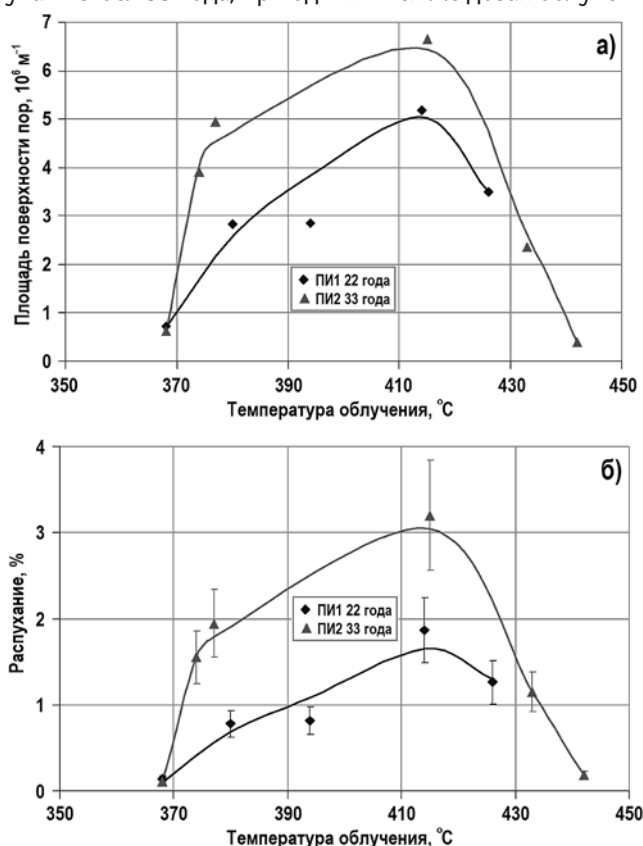 7
6
5
4
3
2
1
0
350 370 390 410 430 450
Площадь поверхности пор, 10⁶ м⁻¹
Температура облучения, °С
а)
ПИ1 22 года
ПИ2 33 года
4
3
2
1
0
350 370 390 410 430 450
Распухание, %
Температура облучения, °С
б)
ПИ1 22 года
ПИ2 33 года